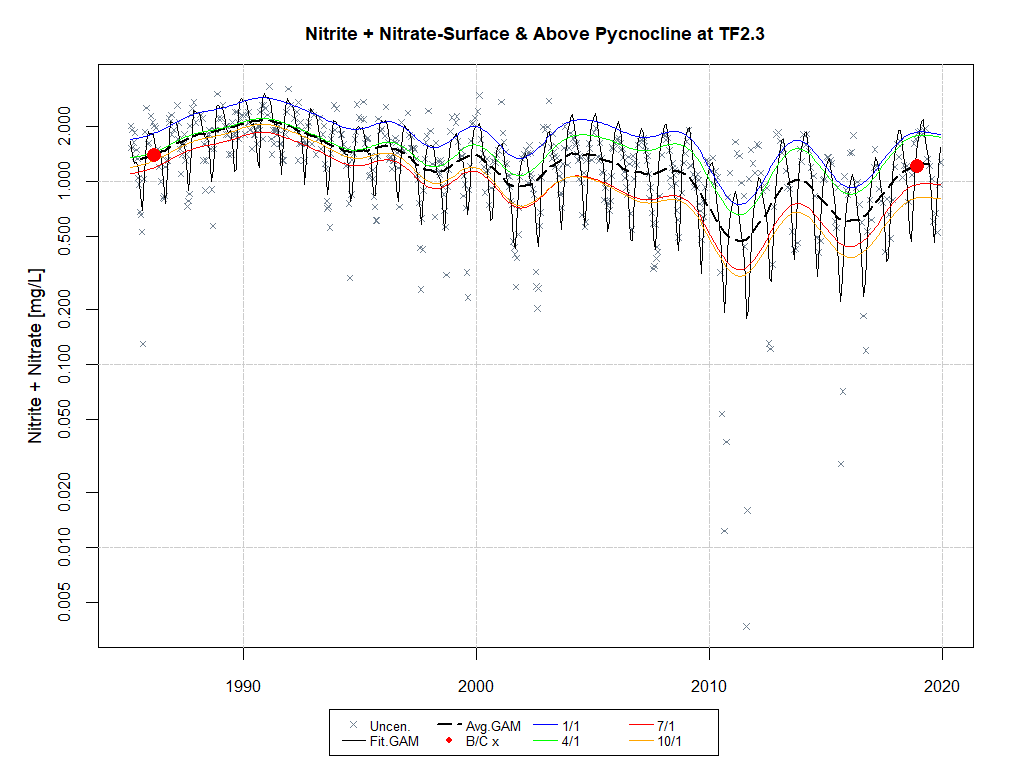 Nitrite + Nitrate-Surface & Above Pycnocline at TF2.3
Nitrite + Nitrate [mg/L]
2.000
1.000
0.500
0.200
0.100
0.050
0.020
0.010
0.005
1990 2000 2010 2020
Uncen. Avg.GAM 1/1 7/1
Fit.GAM B/C x 4/1 10/1